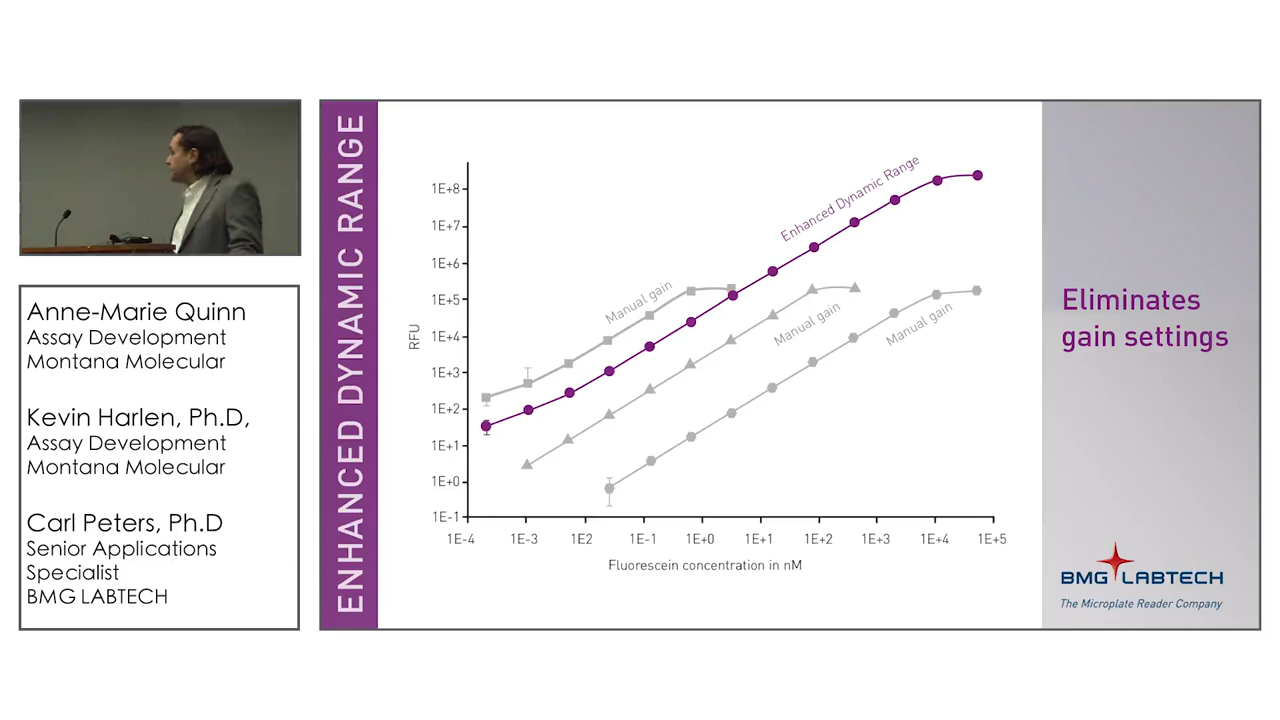 Anne-Marie Quinn
Assay Development
Montana Molecular
Kevin Harlen, Ph.D,
Assay Development
Montana Molecular
Carl Peters, Ph.D
Senior Applications
Specialist
BMG LABTECH
ENHANCED DYNAMIC RANGE
RFU
1E+8
1E+7
1E+6
1E+5
1E+4
1E+3
1E+2
1E+1
1E+0
1E-1
1E-4
1E-3
1E2
1E-1
1E+0
1E+1
1E+2
1E+3
1E+4
1E+5
Fluorescein concentration in nM
Manual gain
Enhanced Dynamic Range
Manual gain
Manual gain
Eliminates
gain settings
BMG LABTECH
The Microplate Reader Company